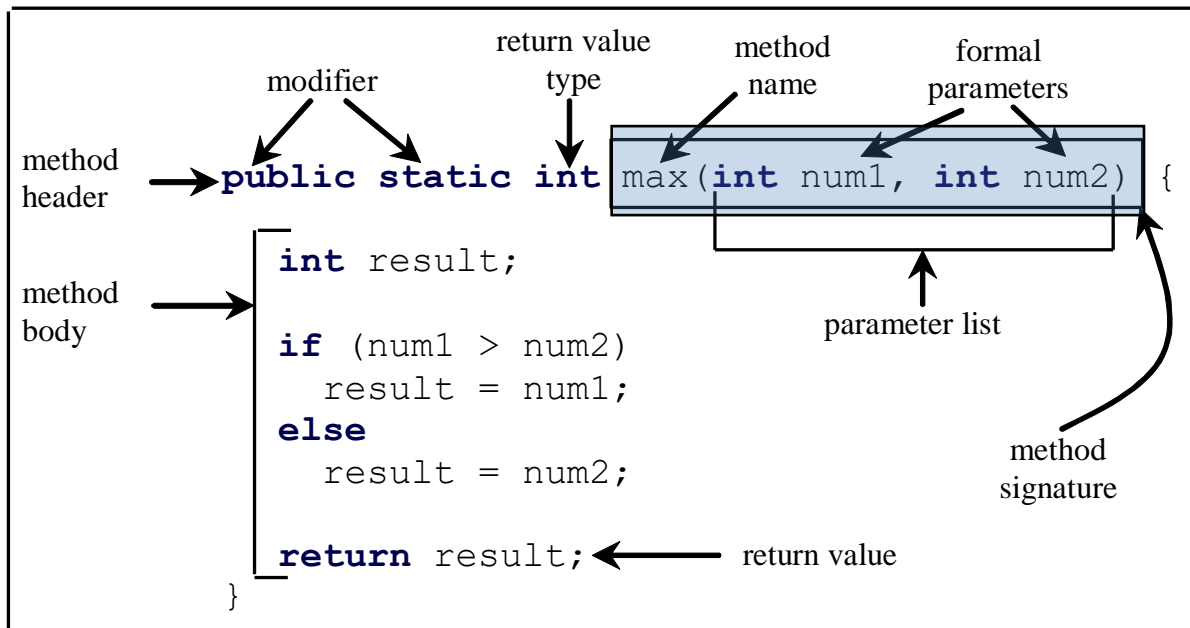 return value
type
method
name
formal
parameters
modifier
method
header
public static int max(int num1, int num2) {
int result;
method
body
parameter list
if (num1 > num2)
result = num1;
else
result = num2;
method
signature
return result;
return value
}